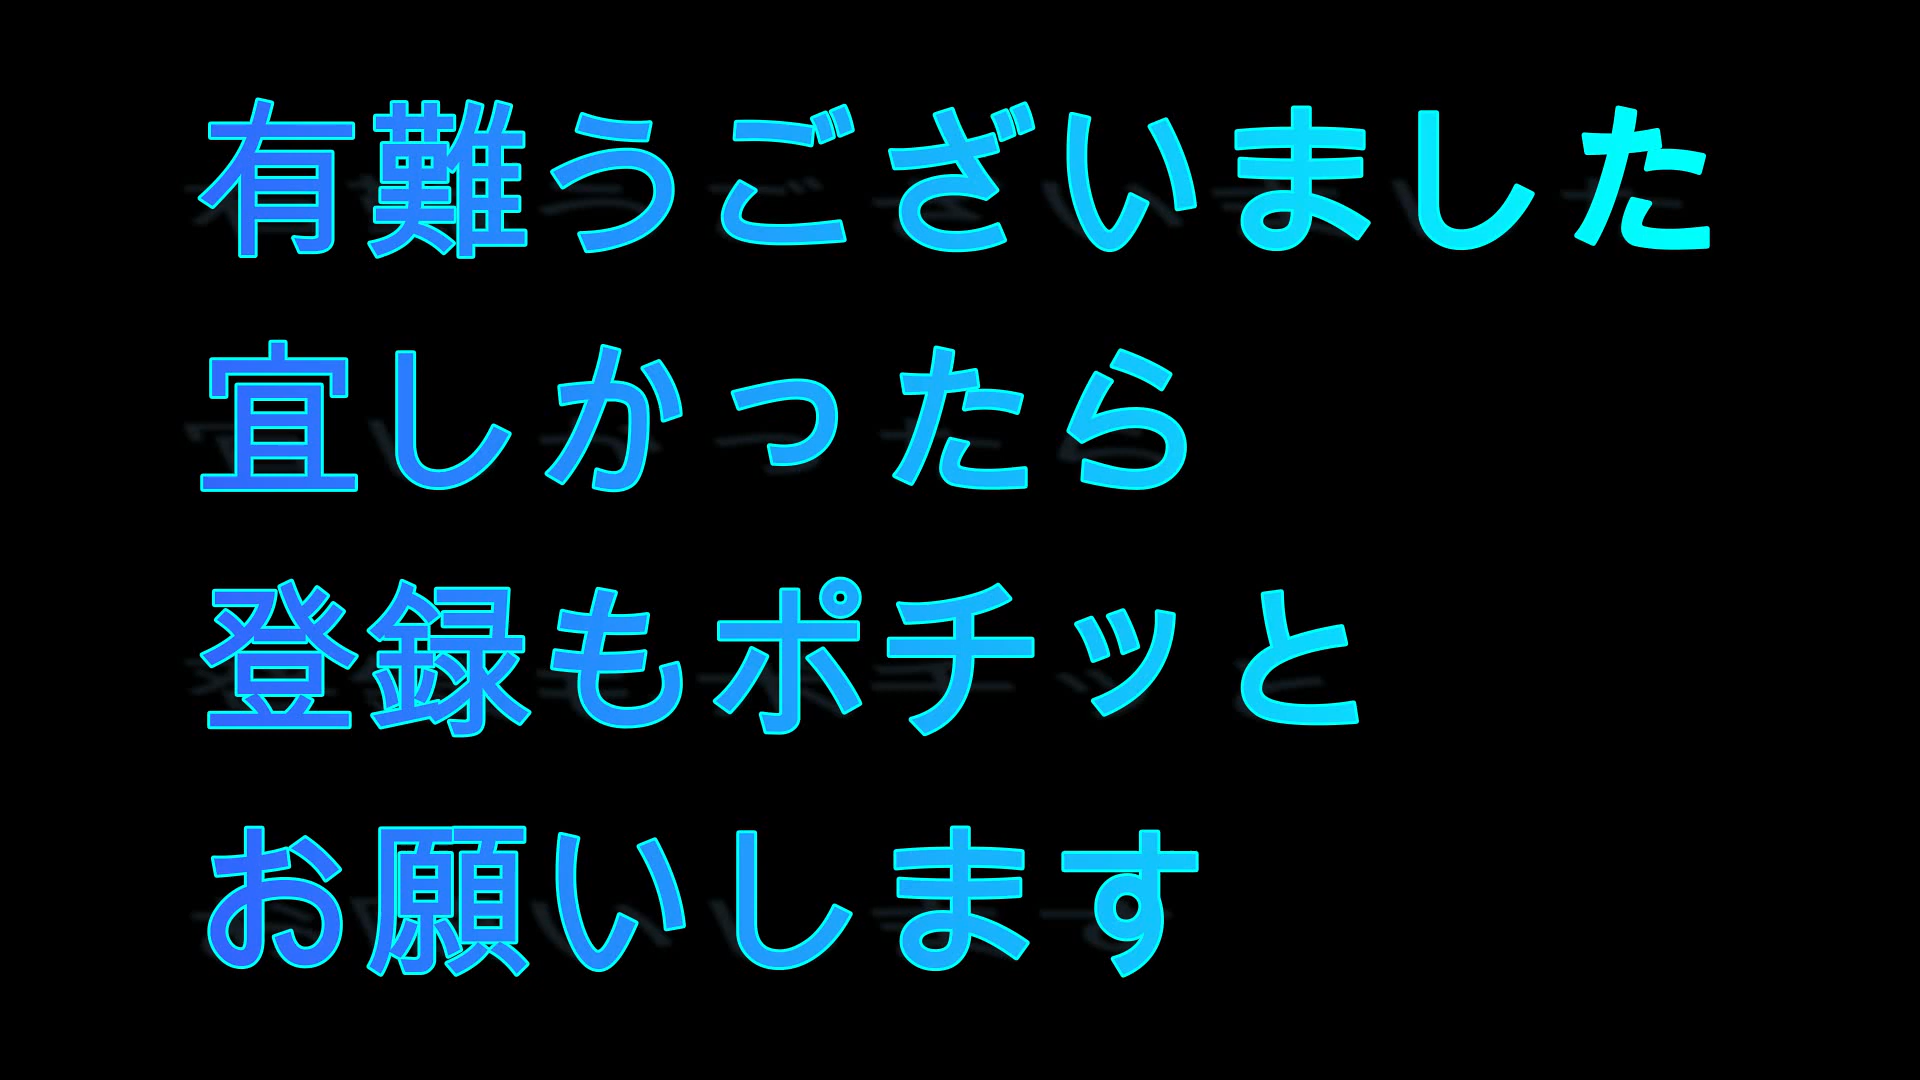 有難うございました
宜しかったら
登録もポチッと
お願いします